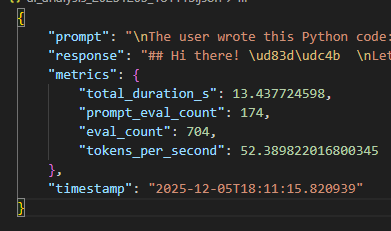 {
"prompt": "\nThe user wrote this Python code:
"response": "## Hi there! \ud83d\udc4b  \nLet
"metrics": {
"total_duration_s": 13.437724598,
"prompt_eval_count": 174,
"eval_count": 704,
"tokens_per_second": 52.389822016800345
},
"timestamp": "2025-12-05T18:11:15.820939"
}